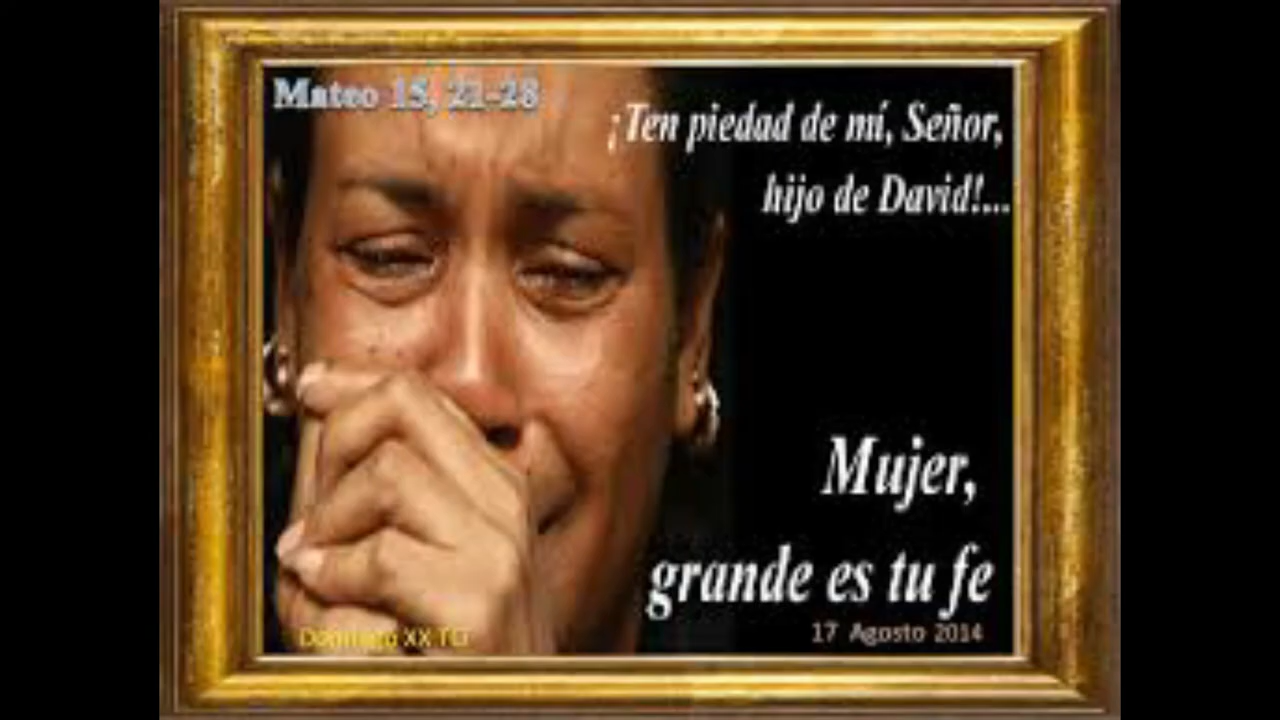 Mateo 15, 21-28
¡Ten piedad de mí, Señor,
hijo de David!...
Mujer,
grande es tu fe
17 Agosto 2014
Domingo XX TO